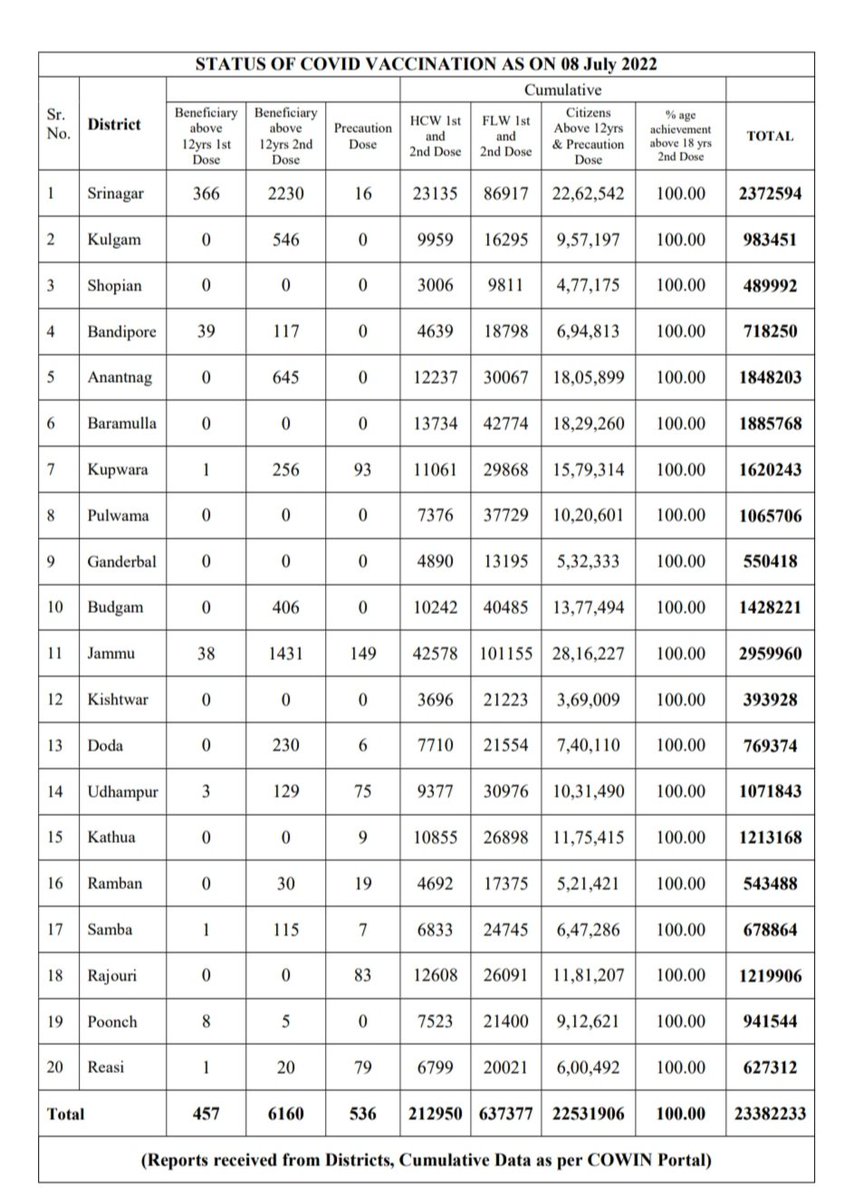 STATUS OF COVID VACCINATION AS ON 08 July 2022
Cumulative
Sr. No. District Beneficiary above 12yrs 1st Dose Beneficiary above 12yrs 2nd Dose Precaution Dose HCW 1st and 2nd Dose FLW 1st and 2nd Dose Citizens Above 12yrs & Precaution Dose % age achievement above 18 yrs 2nd Dose TOTAL
1 Srinagar 366 2230 16 23135 86917 22,62,542 100.00 2372594
2 Kulgam 0 546 0 9959 16295 9,57,197 100.00 983451
3 Shopian 0 0 0 3006 9811 4,77,175 100.00 489992
4 Bandipore 39 117 0 4639 18798 6,94,813 100.00 718250
5 Anantnag 0 645 0 12237 30067 18,05,899 100.00 1848203
6 Baramulla 0 0 0 13734 42774 18,29,260 100.00 1885768
7 Kupwara 1 256 93 11061 29868 15,79,314 100.00 1620243
8 Pulwama 0 0 0 7376 37729 10,20,601 100.00 1065706
9 Ganderbal 0 0 0 4890 13195 5,32,333 100.00 550418
10 Budgam 0 406 0 10242 40485 13,77,494 100.00 1428221
11 Jammu 38 1431 149 42578 101155 28,16,227 100.00 2959960
12 Kishtwar 0 0 0 3696 21223 3,69,009 100.00 393928
13 Doda 0 230 6 7710 21554 7,40,110 100.00 769374
14 Udhampur 3 129 75 9377 30976 10,31,490 100.00 1071843
15 Kathua 0 0 9 10855 26898 11,75,415 100.00 1213168
16 Ramban 0 30 19 4692 17375 5,21,421 100.00 543488
17 Samba 1 115 7 6833 24745 6,47,286 100.00 678864
18 Rajouri 0 0 83 12608 26091 11,81,207 100.00 1219906
19 Poonch 8 5 0 7523 21400 9,12,621 100.00 941544
20 Reasi 1 20 79 6799 20021 6,00,492 100.00 627312
Total 457 6160 536 212950 637377 22531906 100.00 23382233
(Reports received from Districts, Cumulative Data as per COWIN Portal)